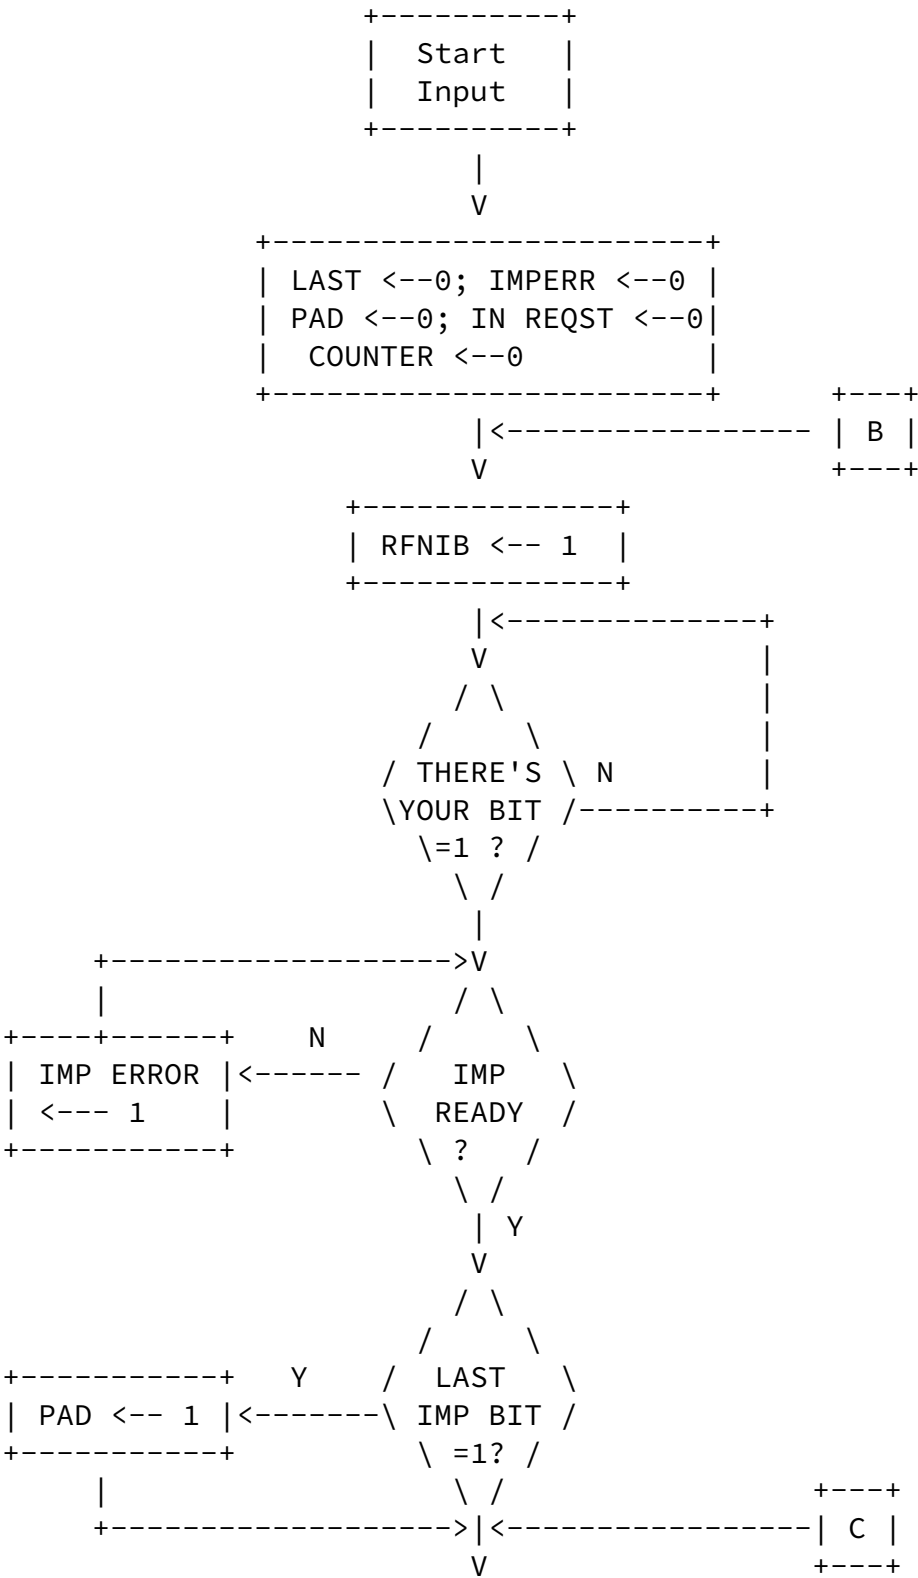 Start
Input
LAST <--0; IMPERR <--0
PAD <--0; IN REQST <--0
COUNTER <--0
B
RFNIB <-- 1
THERE'S N
YOUR BIT
=1 ?
N
IMP ERROR IMP
<--- 1 READY
?
Y
Y LAST
PAD <-- 1 IMP BIT
=1?
C